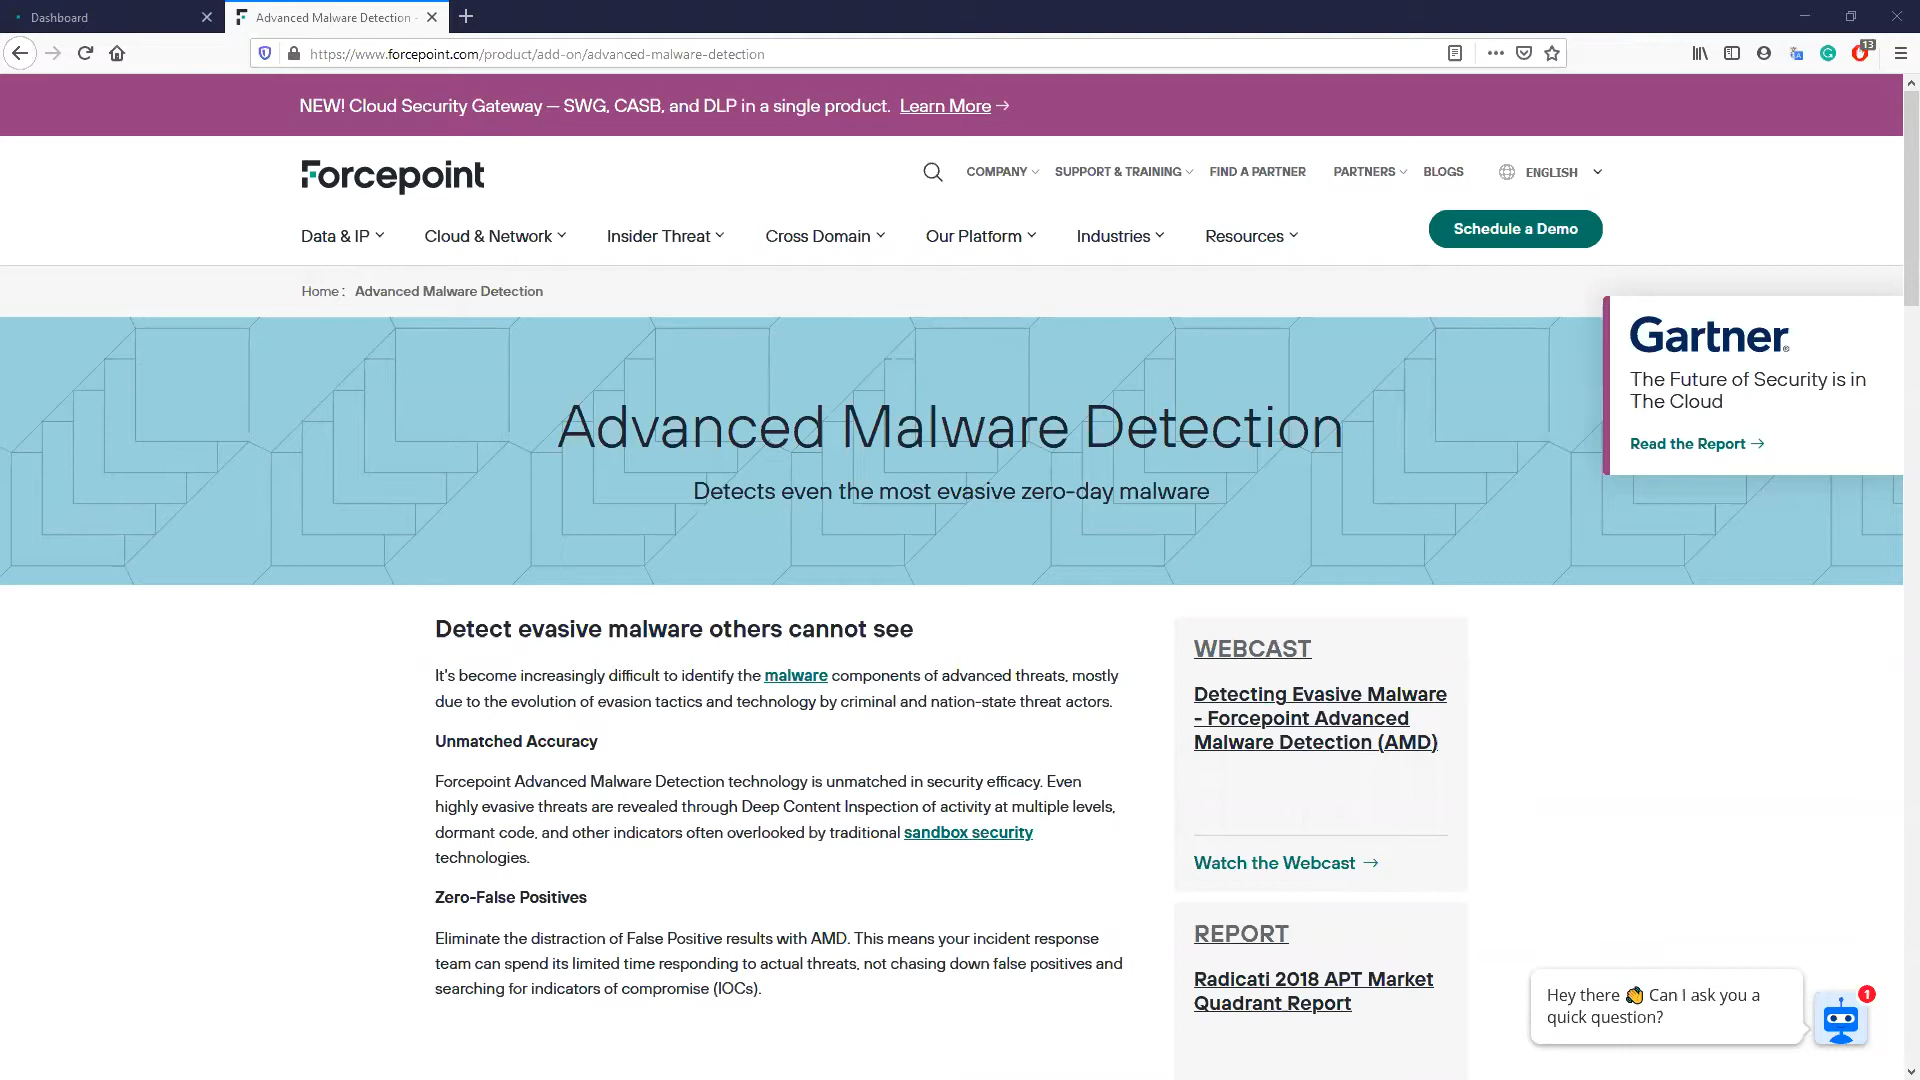 Dashboard
Advanced Malware Detection -
https://www.forcepoint.com/product/add-on/advanced-malware-detection
13
NEW! Cloud Security Gateway — SWG, CASB, and DLP in a single product. Learn More →
Forcepoint
COMPANY SUPPORT & TRAINING FIND A PARTNER PARTNERS BLOGS ENGLISH
Data & IP Cloud & Network Insider Threat Cross Domain Our Platform Industries Resources
Schedule a Demo
Home : Advanced Malware Detection
Gartner®
The Future of Security is in
The Cloud
Read the Report →
Advanced Malware Detection
Detects even the most evasive zero-day malware
Detect evasive malware others cannot see
It's become increasingly difficult to identify the malware components of advanced threats, mostly
due to the evolution of evasion tactics and technology by criminal and nation-state threat actors.
Unmatched Accuracy
Forcepoint Advanced Malware Detection technology is unmatched in security efficacy. Even
highly evasive threats are revealed through Deep Content Inspection of activity at multiple levels,
dormant code, and other indicators often overlooked by traditional sandbox security
technologies.
Zero-False Positives
Eliminate the distraction of False Positive results with AMD. This means your incident response
team can spend its limited time responding to actual threats, not chasing down false positives and
searching for indicators of compromise (IOCs).
WEBCAST
Detecting Evasive Malware
- Forcepoint Advanced
Malware Detection (AMD)
Watch the Webcast →
REPORT
Radicati 2018 APT Market
Quadrant Report
Hey there 👋 Can I ask you a
quick question?
1